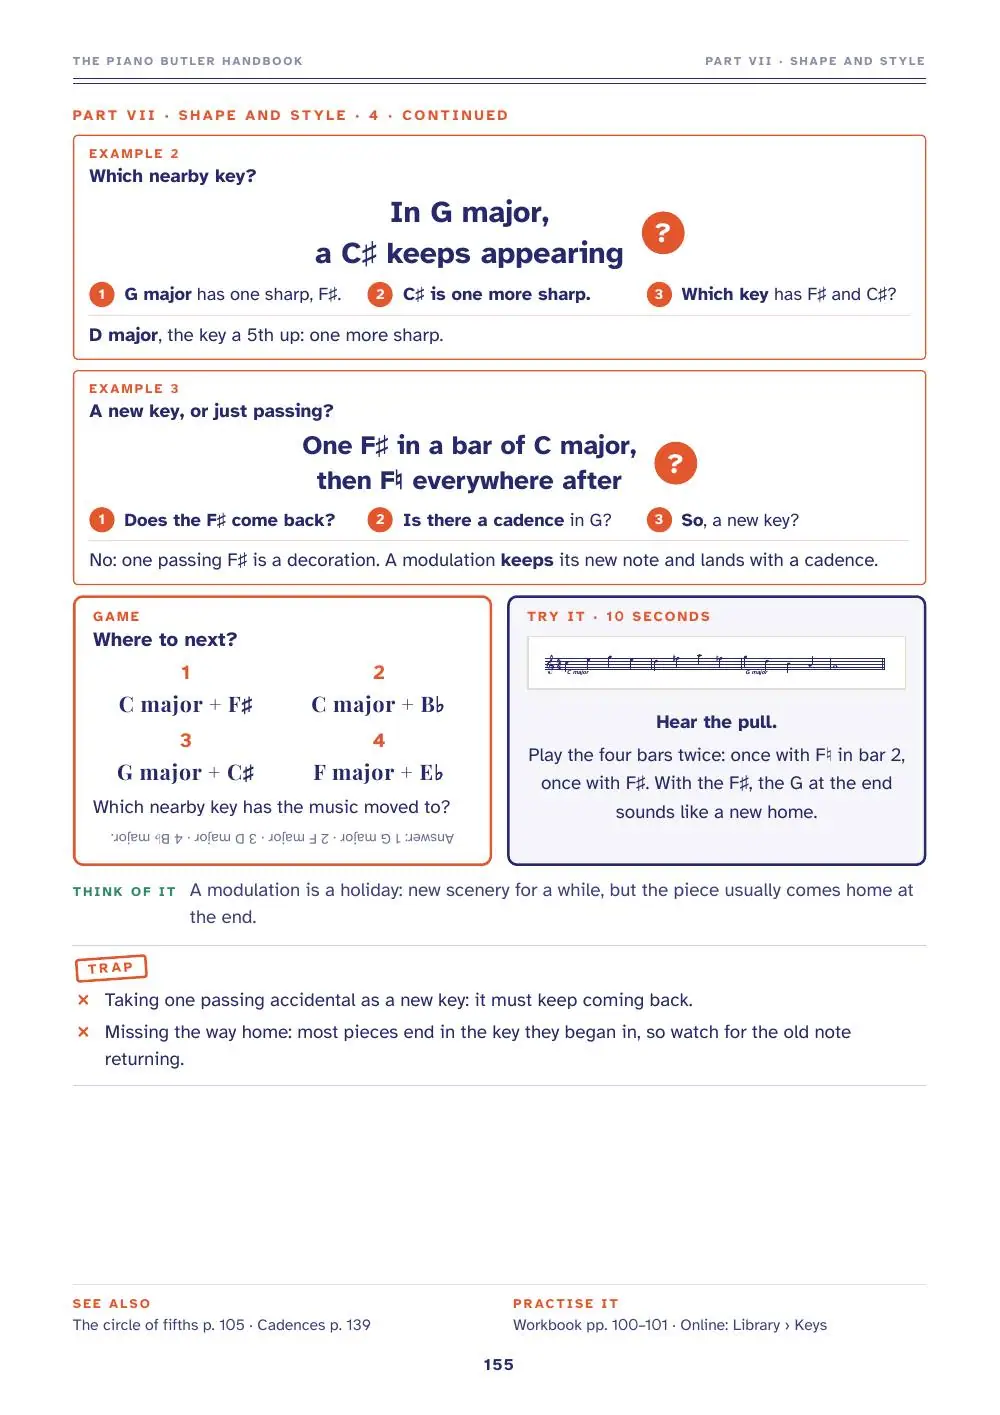 THE PIANO BUTLER HANDBOOK
PART VII · SHAPE AND STYLE
PART VII · SHAPE AND STYLE · 4 · CONTINUED
EXAMPLE 2
Which nearby key?
In G major,
a C♯ keeps appearing
?
1 G major has one sharp, F♯.
2 C♯ is one more sharp.
3 Which key has F♯ and C♯?
D major, the key a 5th up: one more sharp.
EXAMPLE 3
A new key, or just passing?
One F♯ in a bar of C major,
then F♮ everywhere after
?
1 Does the F♯ come back?
2 Is there a cadence in G?
3 So, a new key?
No: one passing F♯ is a decoration. A modulation keeps its new note and lands with a cadence.
GAME
Where to next?
1
2
C major + F♯
C major + B♭
3
4
G major + C♯
F major + E♭
Which nearby key has the music moved to?
Answer: 1 G major · 2 F major · 3 D major · 4 B♭ major.
TRY IT · 10 SECONDS
C major
G major
Hear the pull.
Play the four bars twice: once with F♮ in bar 2,
once with F♯. With the F♯, the G at the end
sounds like a new home.
THINK OF IT
A modulation is a holiday: new scenery for a while, but the piece usually comes home at
the end.
TRAP
× Taking one passing accidental as a new key: it must keep coming back.
× Missing the way home: most pieces end in the key they began in, so watch for the old note
returning.
SEE ALSO
The circle of fifths p. 105 · Cadences p. 139
PRACTISE IT
Workbook pp. 100–101 · Online: Library › Keys
155